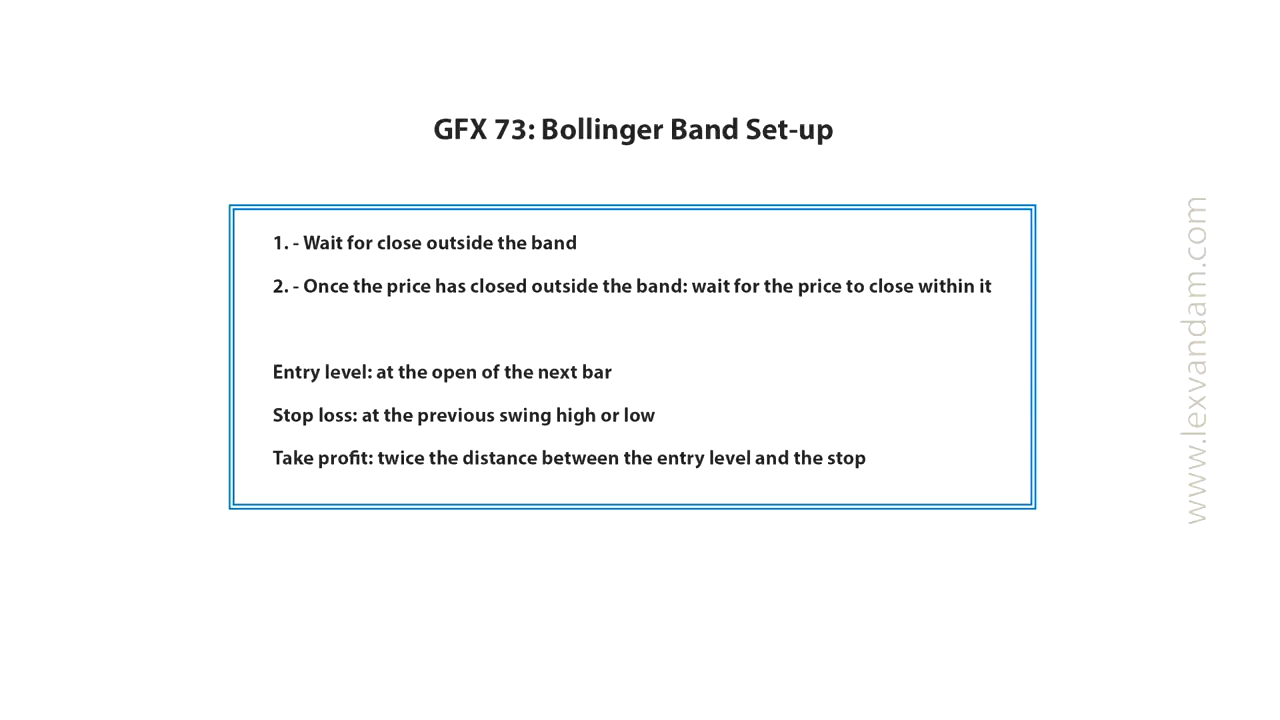 GFX 73: Bollinger Band Set-up
1. - Wait for close outside the band
2. - Once the price has closed outside the band: wait for the price to close within it
Entry level: at the open of the next bar
Stop loss: at the previous swing high or low
Take profit: twice the distance between the entry level and the stop
www.lexvandam.com